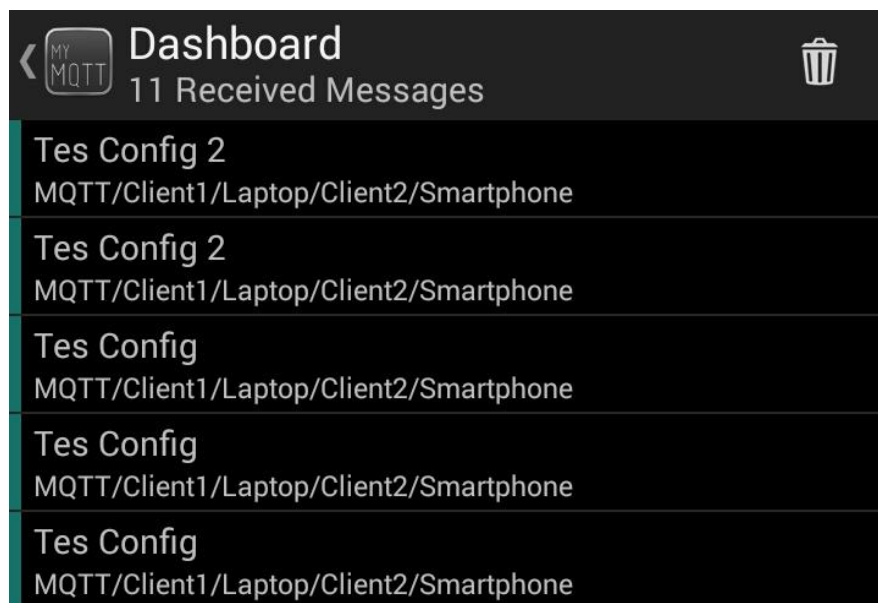 MY
MQTT
Dashboard
11 Received Messages
Tes Config 2
MQTT/Client1/Laptop/Client2/Smartphone
Tes Config 2
MQTT/Client1/Laptop/Client2/Smartphone
Tes Config
MQTT/Client1/Laptop/Client2/Smartphone
Tes Config
MQTT/Client1/Laptop/Client2/Smartphone
Tes Config
MQTT/Client1/Laptop/Client2/Smartphone